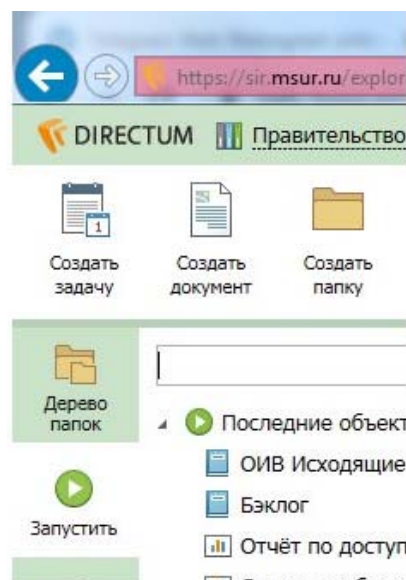 https://sir.msur.ru/explor
DIRECTUM Правительство
Создать задачу
Создать документ
Создать папку
Дерево папок
Последние объект
ОИВ Исходящие
Бэклог
Запустить
Отчёт по доступ